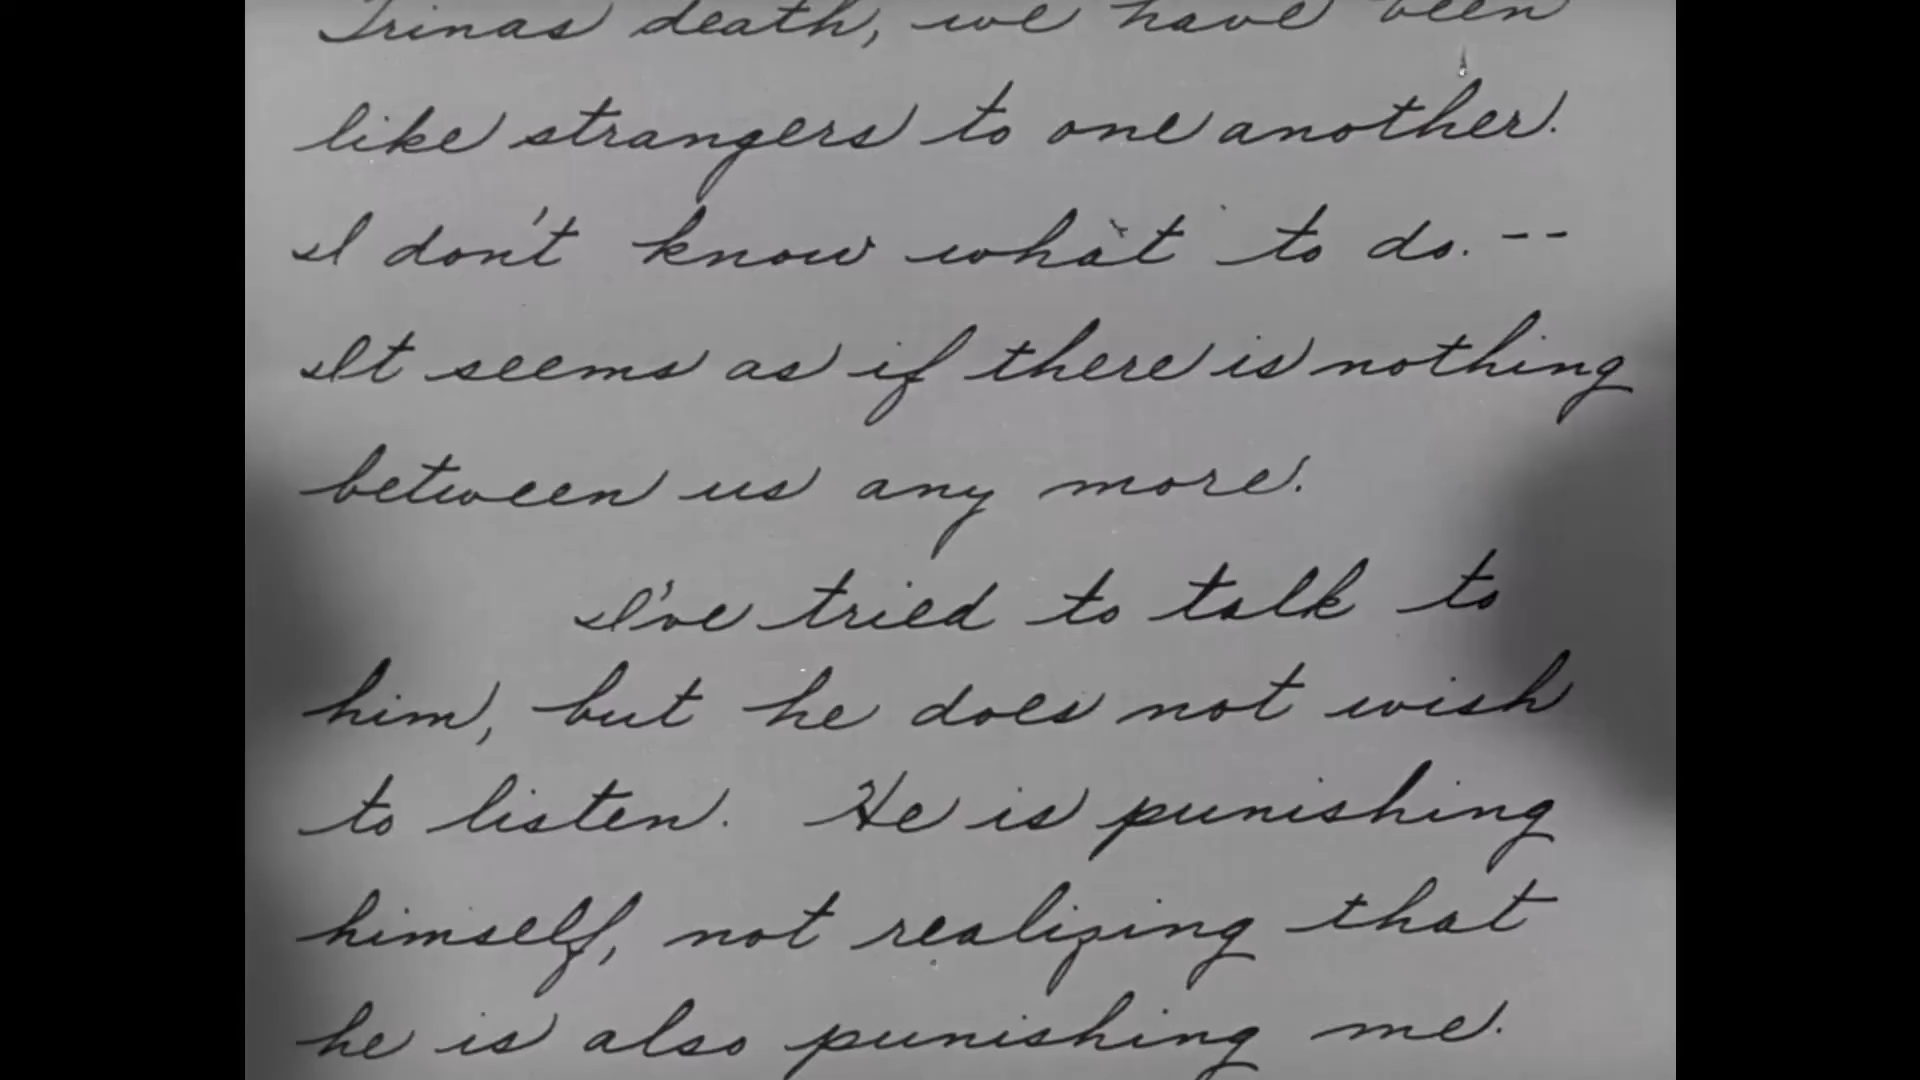 Trinas death, we have been
like strangers to one another.
I don't know what to do. --
It seems as if there is nothing
between us any more.
I've tried to talk to
him, but he does not wish
to listen. He is punishing
himself, not realizing that
he is also punishing me.